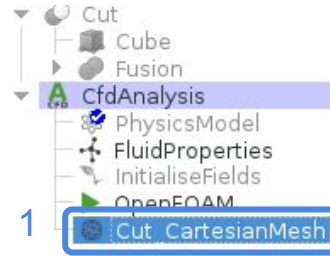 Cut
Cube
Fusion
CfdAnalysis
PhysicsModel
FluidProperties
InitialiseFields
OpenFOAM
1 Cut_CartesianMesh